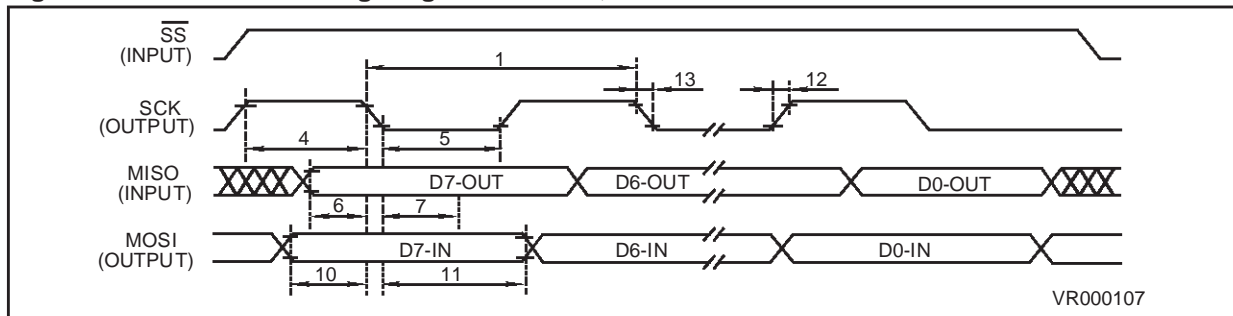 SS
(INPUT)
1
13
12
SCK
(OUTPUT)
4
5
MISO
(INPUT)
D7-OUT
D6-OUT
D0-OUT
6
7
MOSI
(OUTPUT)
D7-IN
D6-IN
D0-IN
10
11
VR000107